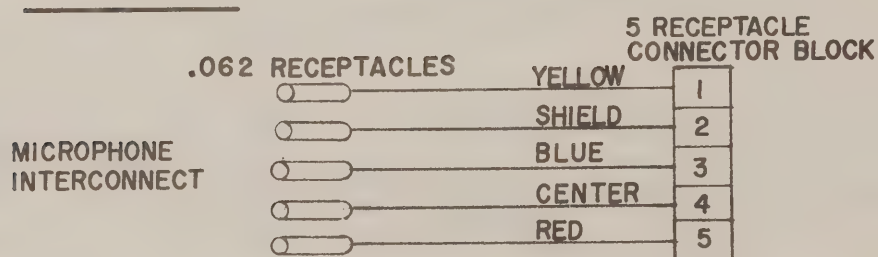 5 RECEPTACLE
CONNECTOR BLOCK
.062 RECEPTACLES
YELLOW
1
SHIELD
2
MICROPHONE
INTERCONNECT
BLUE
3
CENTER
4
RED
5